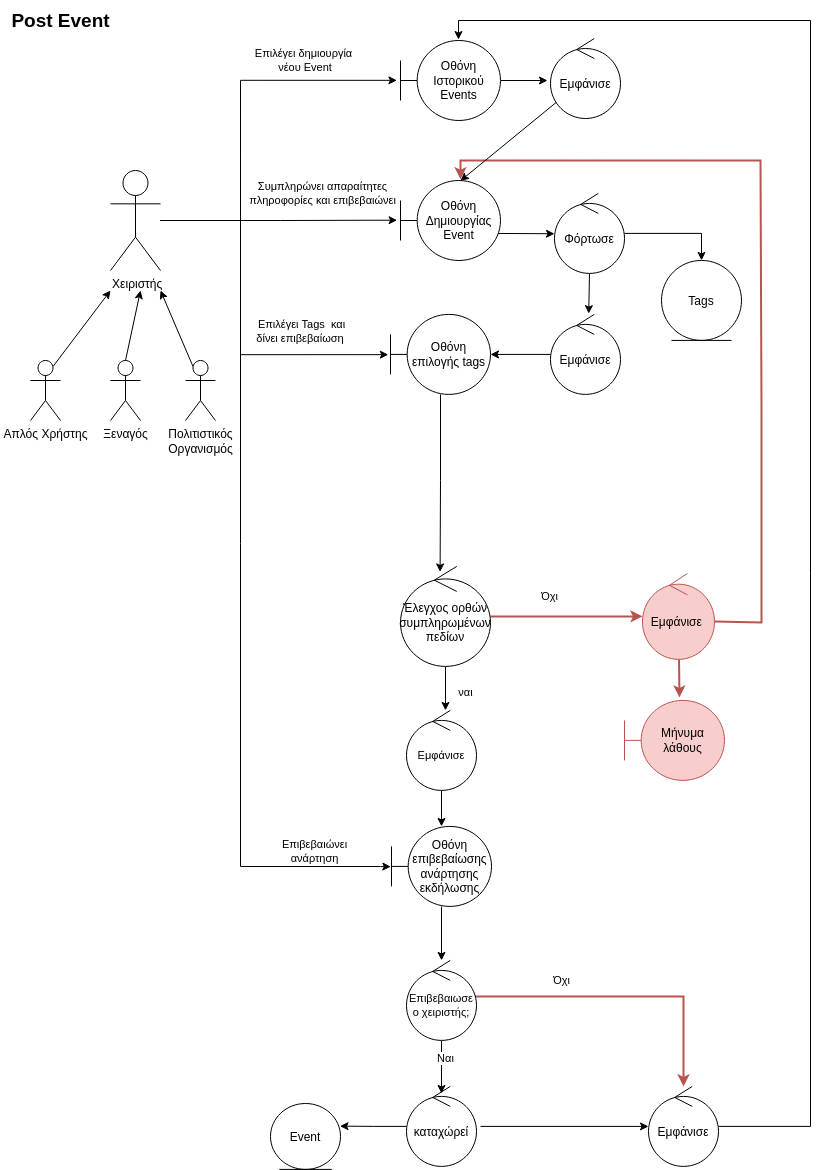 Post Event
Επιλέγει δημιουργία
νέου Event
Οθόνη
Ιστορικού
Events
Εμφάνισε
Συμπληρώνει απαραίτητες
πληροφορίες και επιβεβαιώνει
Οθόνη
Δημιουργίας
Event
Φόρτωσε
Χειριστής
Tags
Επιλέγει Tags και
δίνει επιβεβαίωση
Οθόνη
επιλογής tags
Εμφάνισε
Απλός Χρήστης
Ξεναγός
Πολιτιστικός
Οργανισμός
Έλεγχος ορθών
συμπληρωμένων
πεδίων
Όχι
Εμφάνισε
ναι
Μήνυμα
λάθους
Εμφάνισε
Επιβεβαιώνει
ανάρτηση
Οθόνη
επιβεβαίωσης
ανάρτησης
εκδήλωσης
Όχι
Επιβεβαιωσε
ο χειριστής;
Ναι
Event
καταχώρεί
Εμφάνισε